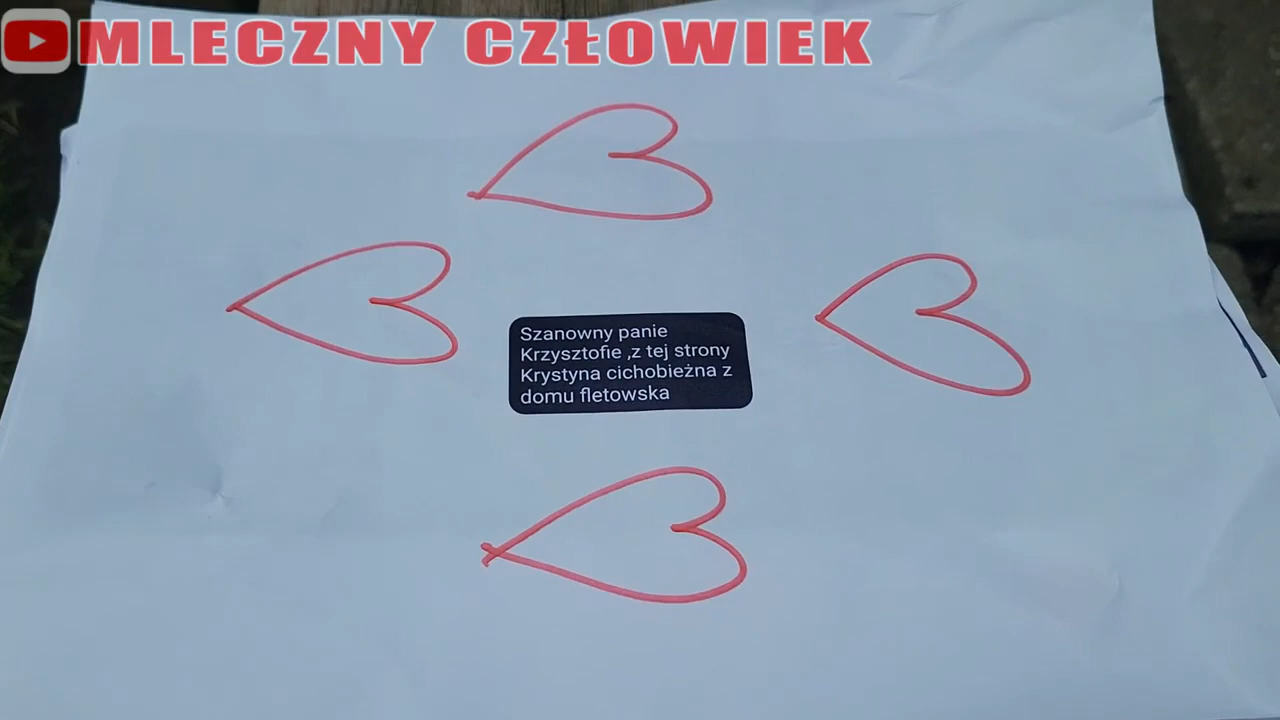 MLECZNY CZŁOWIEK
Szanowny panie
Krzysztofie ,z tej strony
Krystyna cichobieżna z
domu fletowska